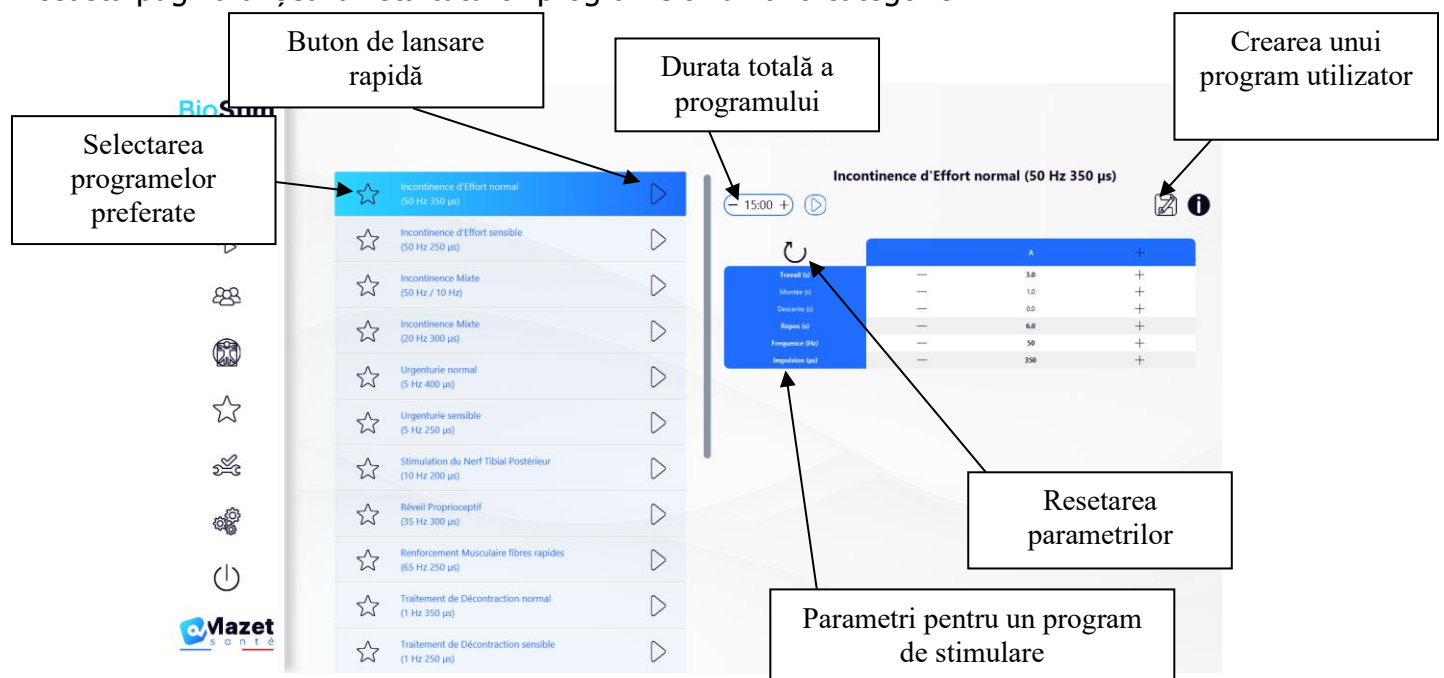 Buton de lansare
rapidă
Durata totală a
programului
Crearea unui
program utilizator
Selectarea
programelor
preferate
Incontinence d'Effort normal
(50 Hz 350 µs)
Incontinence d'Effort sensible
(50 Hz 250 µs)
Incontinence Mixte
(50 Hz / 10 Hz)
Incontinence Mixte
(20 Hz 300 µs)
Urgenturie normal
(5 Hz 400 µs)
Urgenturie sensible
(5 Hz 250 µs)
Stimulation du Nerf Tibial Postérieur
(10 Hz 200 µs)
Réveil Proprioceptif
(35 Hz 300 µs)
Renforcement Musculaire fibres rapides
(65 Hz 250 µs)
Traitement de Décontraction normal
(1 Hz 350 µs)
Traitement de Décontraction sensible
(1 Hz 250 µs)
Mazet
santé
Incontinence d'Effort normal (50 Hz 350 µs)
− 15:00 +
A +
Travail (s) — 3.0 +
Montée (s) — 1.0 +
Descente (s) — 0.0 +
Repos (s) — 6.0 +
Frequence (Hz) — 50 +
Impulsion (µs) — 350 +
Resetarea
parametrilor
Parametri pentru un program
de stimulare